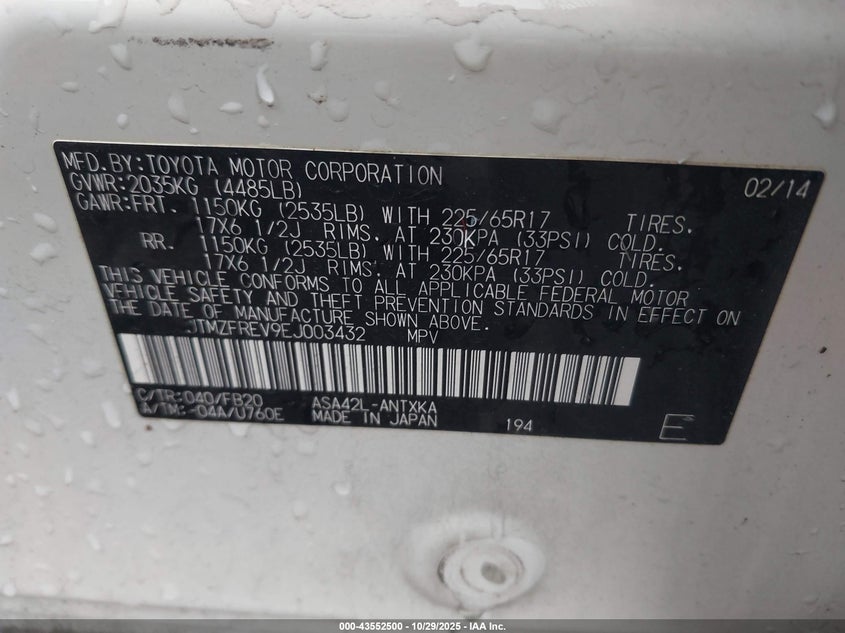 MFD.BY:TOYOTA MOTOR CORPORATION 02/14
GVWR:2035KG (4485LB)
GAWR:FRT. 1150KG (2535LB) WITH 225/65R17 TIRES.
17X6 1/2J RIMS. AT 230KPA (33PSI) COLD.
RR. 1150KG (2535LB) WITH 225/65R17 TIRES.
17X6 1/2J RIMS. AT 230KPA (33PSI) COLD.
THIS VEHICLE CONFORMS TO ALL APPLICABLE FEDERAL MOTOR
VEHICLE SAFETY AND THEFT PREVENTION STANDARDS IN EFFECT ON
THE DATE OF MANUFACTURE SHOWN ABOVE.
JTMZFREV9EJ003432 MPV
C/TR:040/FB20 ASA42L-ANTXKA
A/TM:-04A/U760E MADE IN JAPAN 194 E
000-43552500 - 10/29/2025 - IAA Inc.